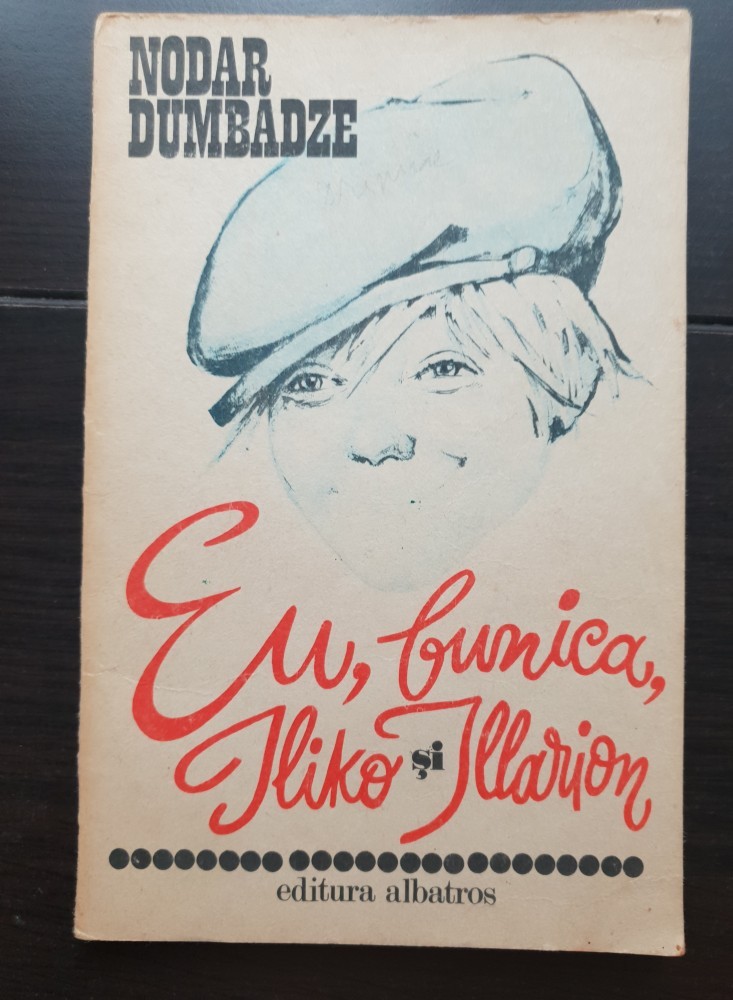 NODAR
DUMBADZE
Eu, bunica,
Iliko și Illarion
editura albatros